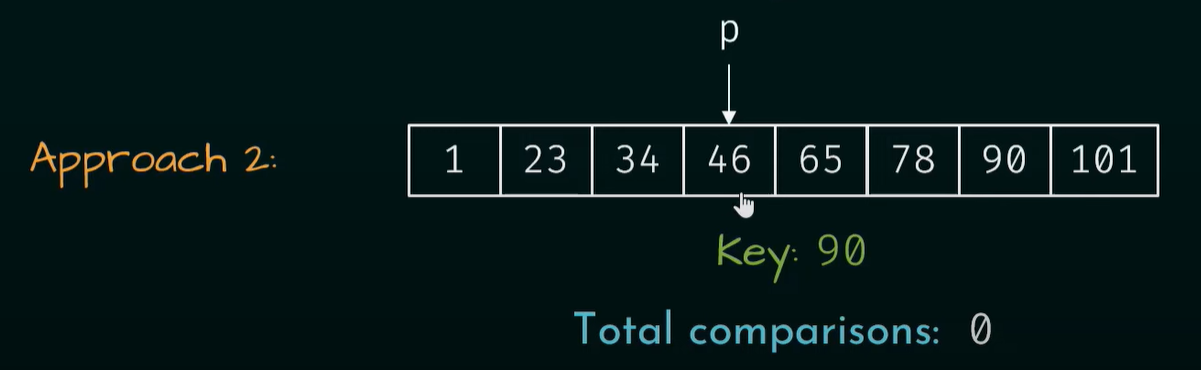 p
Approach 2: 1 23 34 46 65 78 90 101
Key: 90
Total comparisons: 0